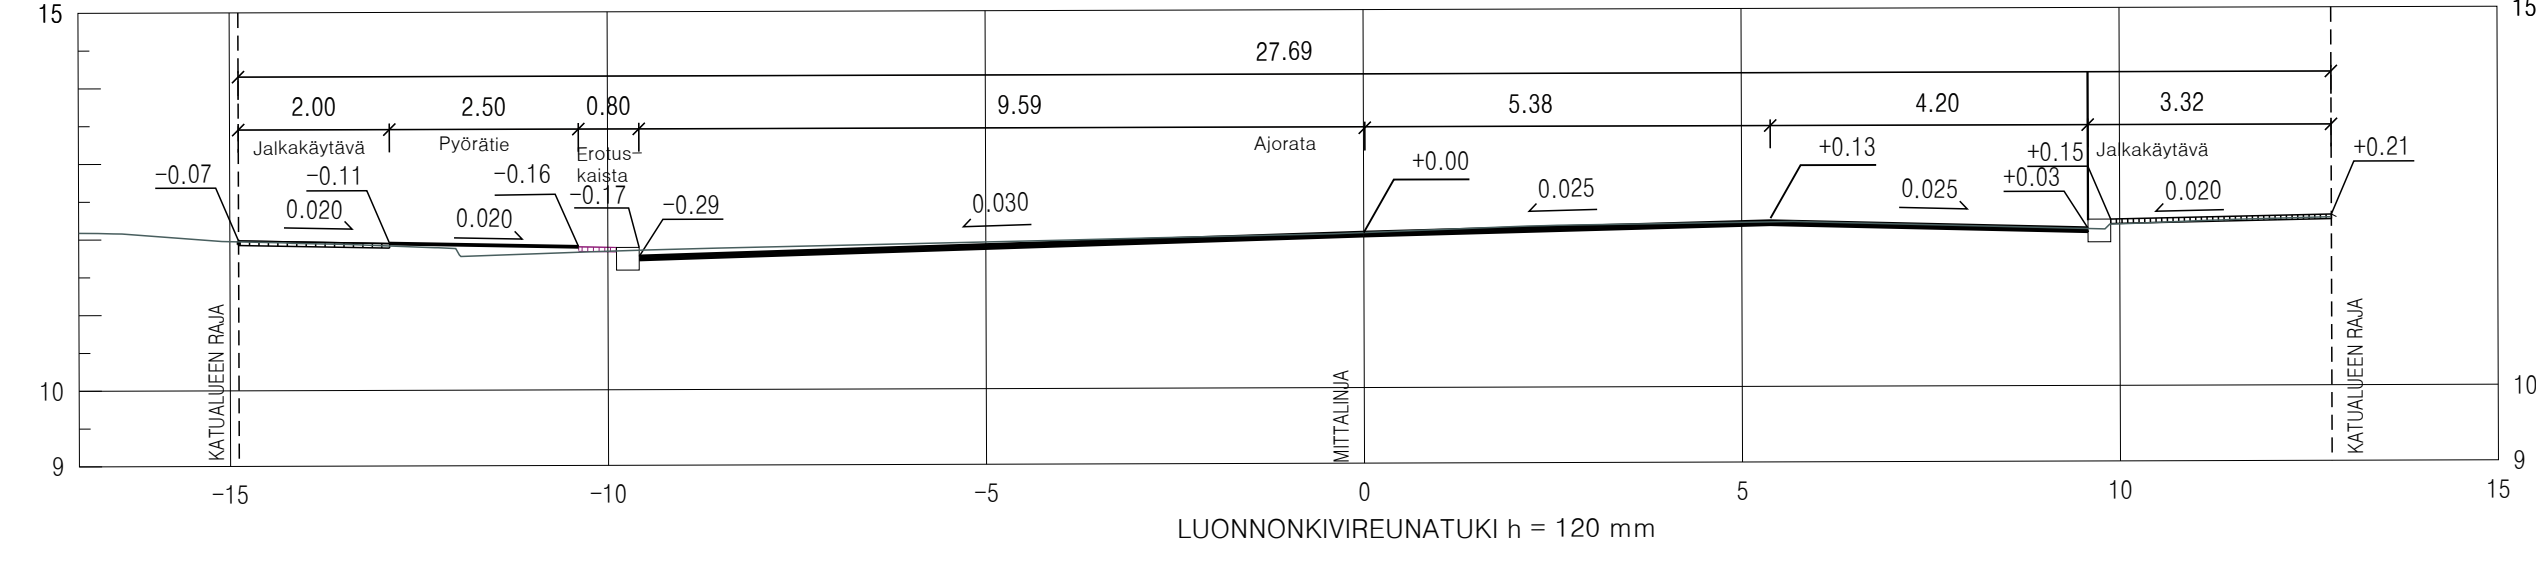 15 15
27.69
2.00 2.50 0.80 9.59 5.38 4.20 3.32
Jalkakäytävä Pyörätie Erotus- Ajorata Jalkakäytävä
kaista
-0.07 -0.11 -0.16 -0.17 -0.29 +0.00 +0.13 +0.15 +0.03 +0.21
0.020 0.020 0.030 0.025 0.025 0.020
KATUALUEEN RAJA
MITTALINJA
KATUALUEEN RAJA
10 10
9 9
-15 -10 -5 0 5 10 15
LUONNONKIVIREUNATUKI h = 120 mm